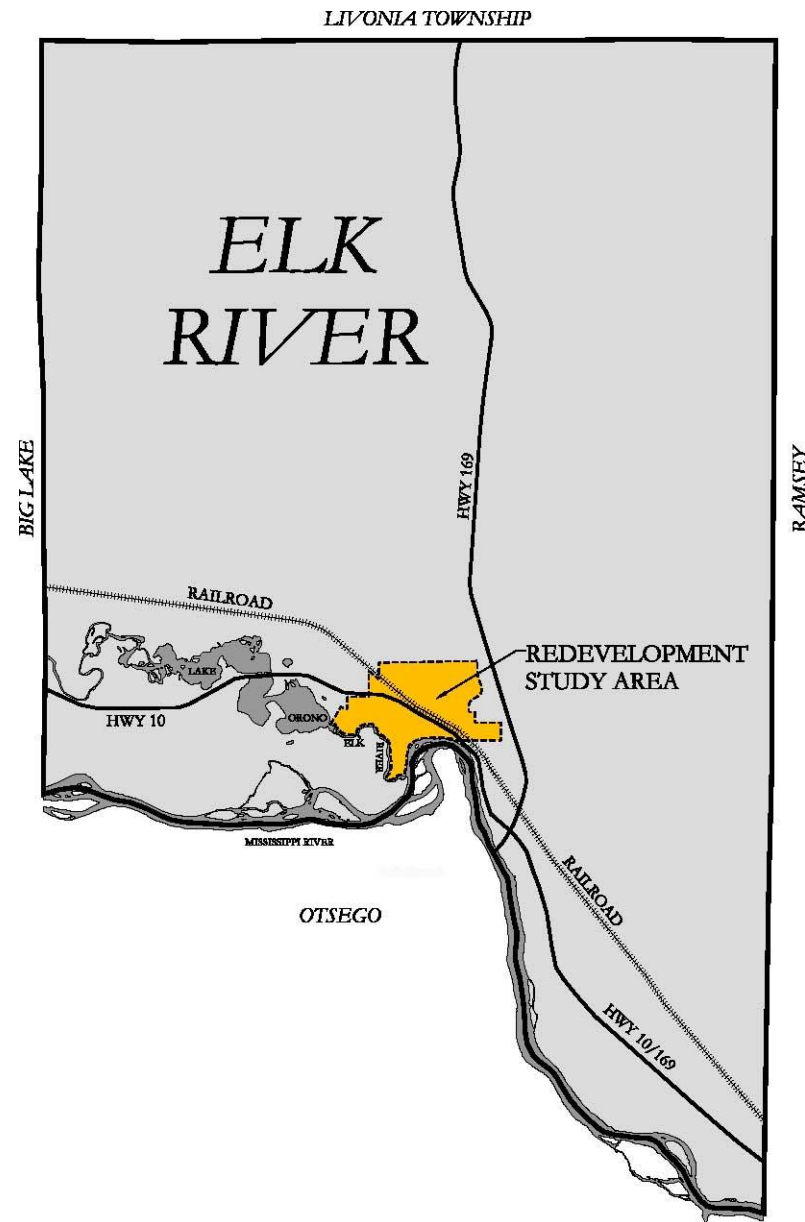 LIVONIA TOWNSHIP
ELK
RIVER
BIG LAKE
HWY 169
RAMSEY
RAILROAD
REDEVELOPMENT
STUDY AREA
LAKE
ORONO
HWY 10
ELK
RIVER
MISSISSIPPI RIVER
OTSEGO
RAILROAD
HWY 10/169